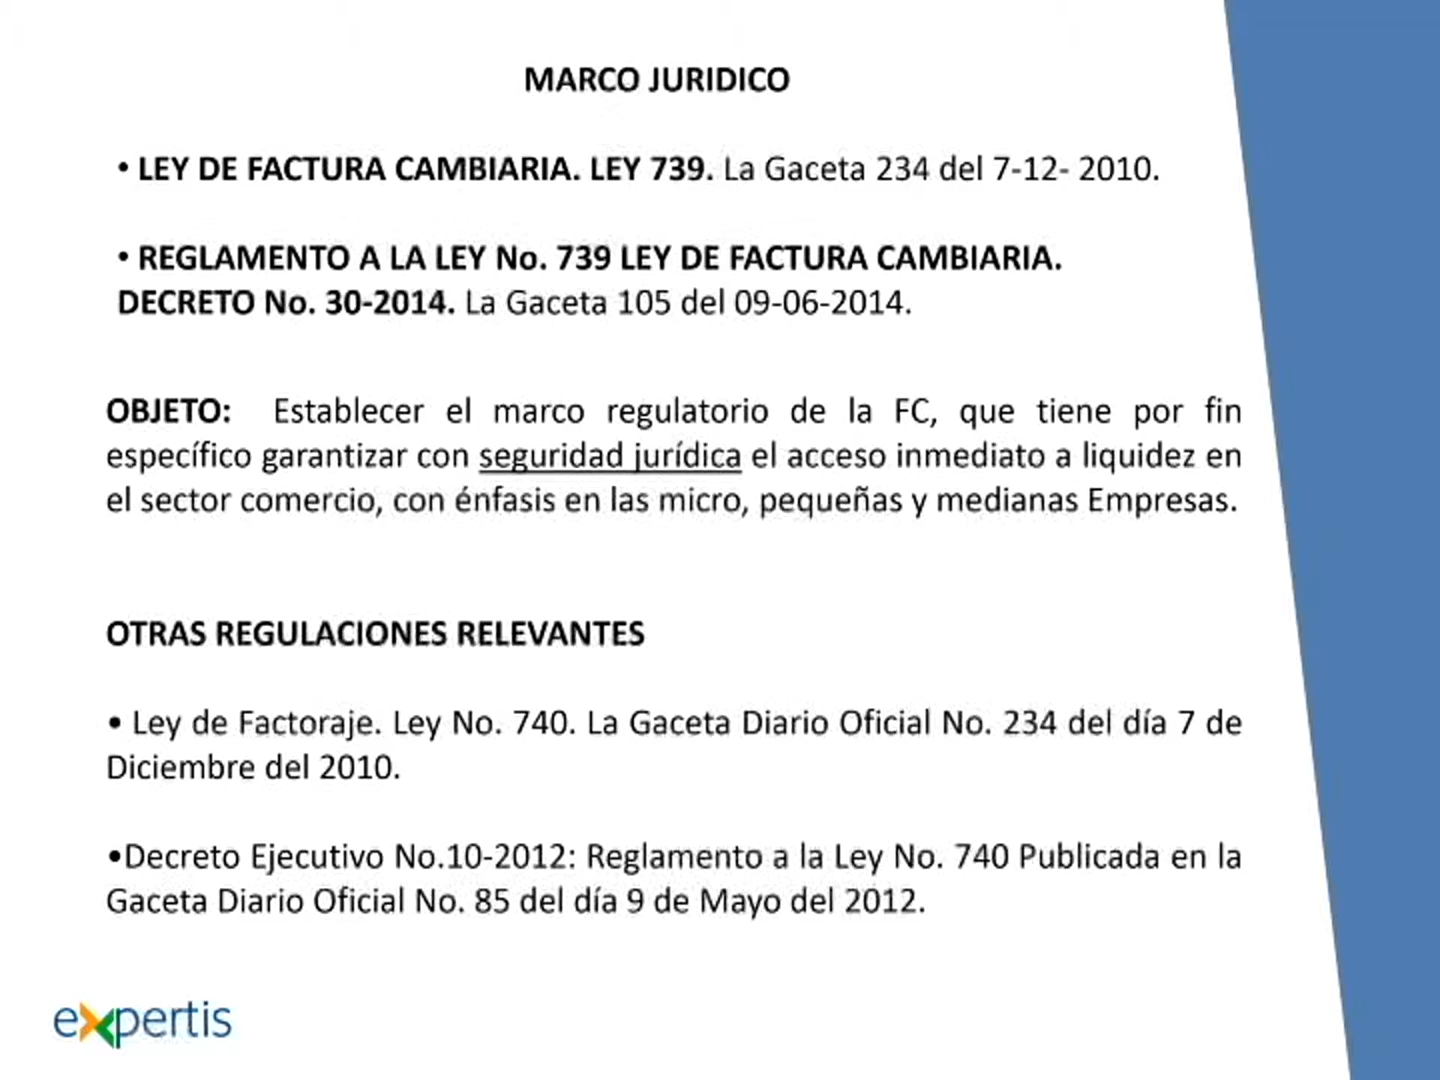 MARCO JURIDICO
• LEY DE FACTURA CAMBIARIA. LEY 739. La Gaceta 234 del 7-12- 2010.
• REGLAMENTO A LA LEY No. 739 LEY DE FACTURA CAMBIARIA.
DECRETO No. 30-2014. La Gaceta 105 del 09-06-2014.
OBJETO: Establecer el marco regulatorio de la FC, que tiene por fin
específico garantizar con seguridad jurídica el acceso inmediato a liquidez en
el sector comercio, con énfasis en las micro, pequeñas y medianas Empresas.
OTRAS REGULACIONES RELEVANTES
• Ley de Factoraje. Ley No. 740. La Gaceta Diario Oficial No. 234 del día 7 de
Diciembre del 2010.
•Decreto Ejecutivo No.10-2012: Reglamento a la Ley No. 740 Publicada en la
Gaceta Diario Oficial No. 85 del día 9 de Mayo del 2012.
expertis